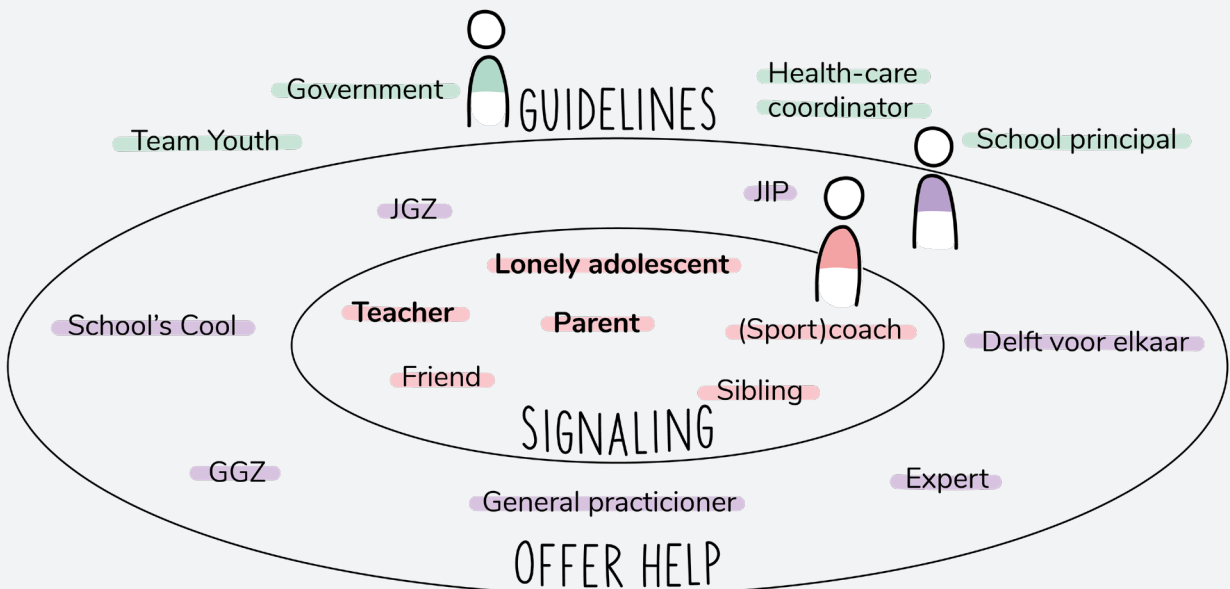 Government
Health-care
coordinator
GUIDELINES
Team Youth
School principal
JIP
JGZ
Lonely adolescent
Teacher
Parent
(Sport)coach
School's Cool
Delft voor elkaar
Friend
Sibling
SIGNALING
GGZ
Expert
General practicioner
OFFER HELP